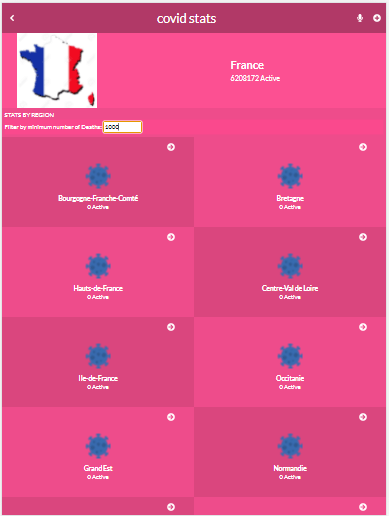 covid stats
France
6208172 Active
STATS BY REGION
Filter by minimum number of Deaths: 1000
Bourgogne-Franche-Comté
0 Active
Bretagne
0 Active
Hauts-de-France
0 Active
Centre-Val de Loire
0 Active
Ile-de-France
0 Active
Occitanie
0 Active
Grand Est
0 Active
Normandie
0 Active